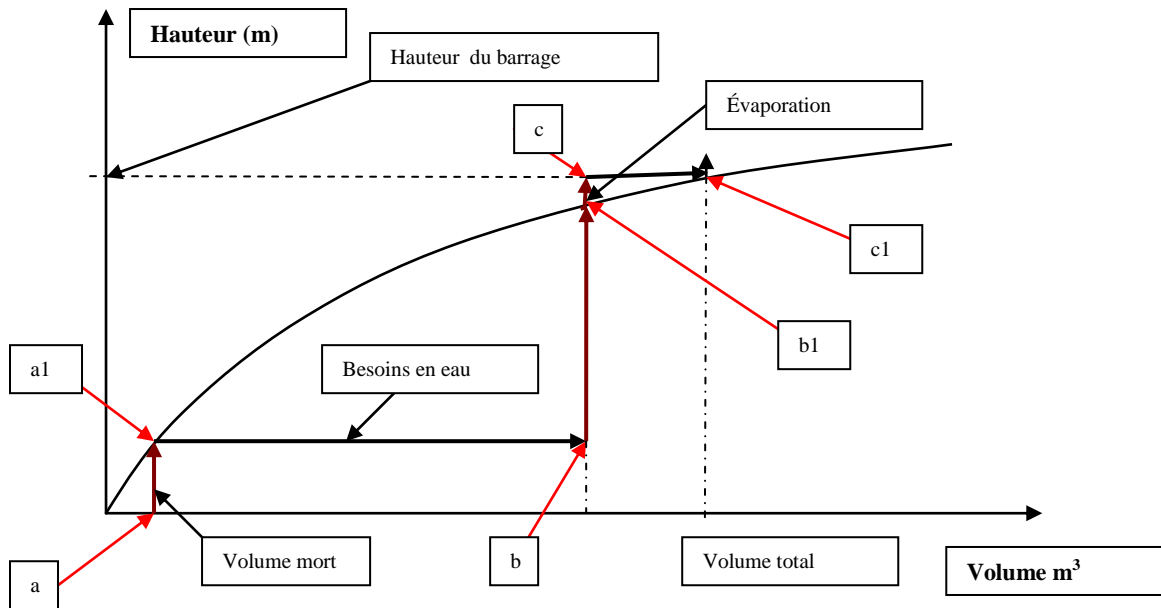 Hauteur (m)
Hauteur du barrage
Évaporation
c
c1
b1
a1
Besoins en eau
Volume mort
b
Volume total
Volume m³
a